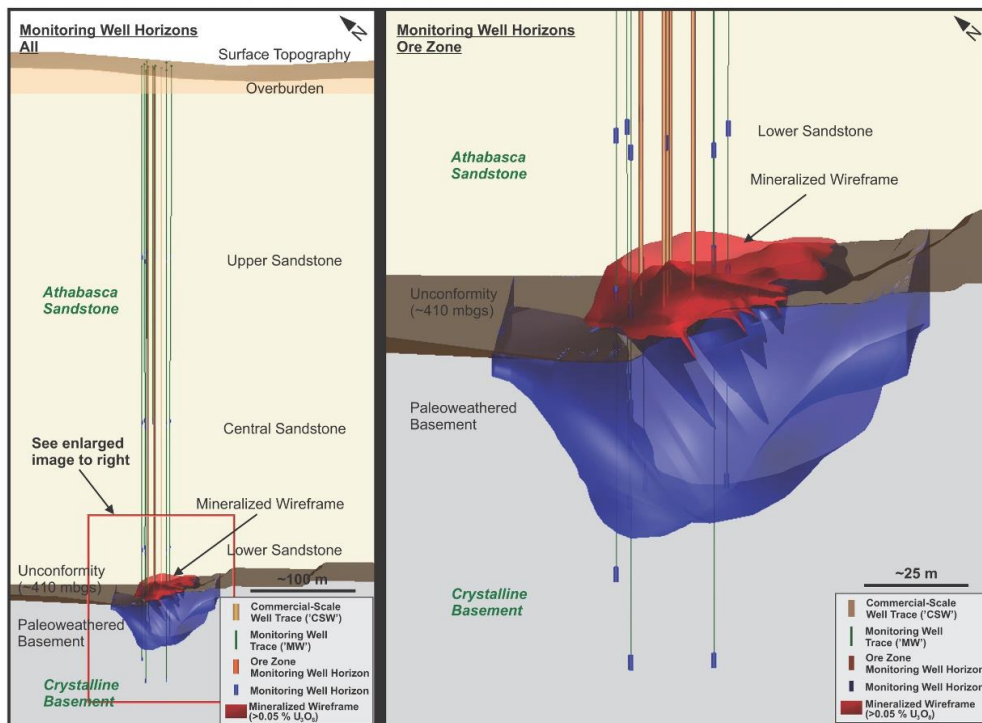 Monitoring Well Horizons
All
N
Surface Topography
Overburden
Upper Sandstone
Athabasca
Sandstone
Central Sandstone
See enlarged
image to right
Mineralized Wireframe
Lower Sandstone
Unconformity
(~410 mbgs)
~100 m
Paleoweathered
Basement
Crystalline
Basement
Commercial-Scale
Well Trace ('CSW')
Monitoring Well
Trace ('MW')
Ore Zone
Monitoring Well Horizon
Monitoring Well Horizon
Mineralized Wireframe
(>0.05 % U₃O₈)
Monitoring Well Horizons
Ore Zone
N
Lower Sandstone
Athabasca
Sandstone
Mineralized Wireframe
Unconformity
(~410 mbgs)
Paleoweathered
Basement
~25 m
Crystalline
Basement
Commercial-Scale
Well Trace ('CSW')
Monitoring Well
Trace ('MW')
Ore Zone
Monitoring Well Horizon
Monitoring Well Horizon
Mineralized Wireframe
(>0.05 % U₃O₈)